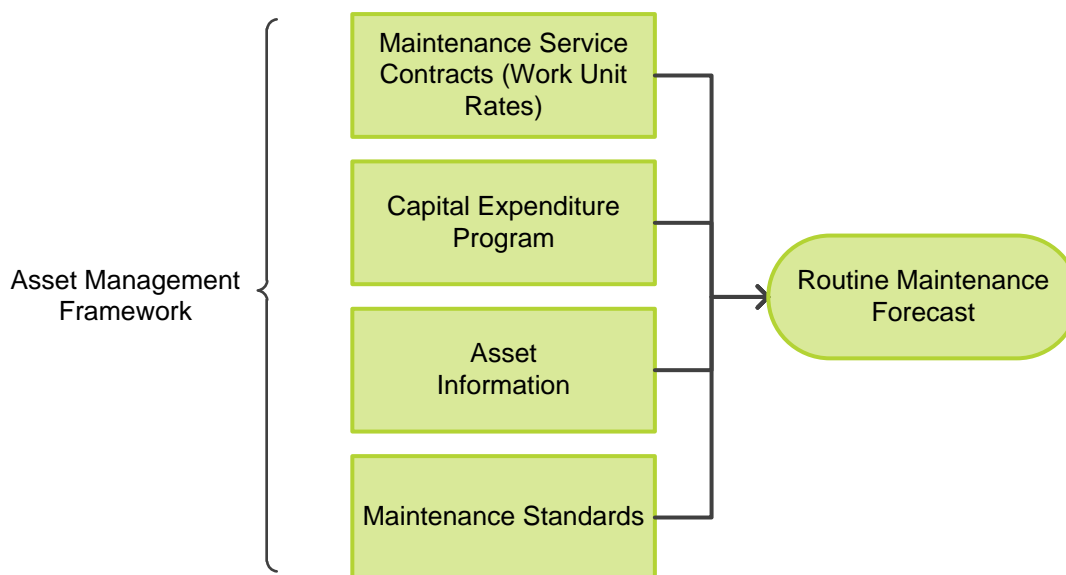 Asset Management
Framework
Maintenance Service
Contracts (Work Unit
Rates)
Capital Expenditure
Program
Asset
Information
Maintenance Standards
Routine Maintenance
Forecast